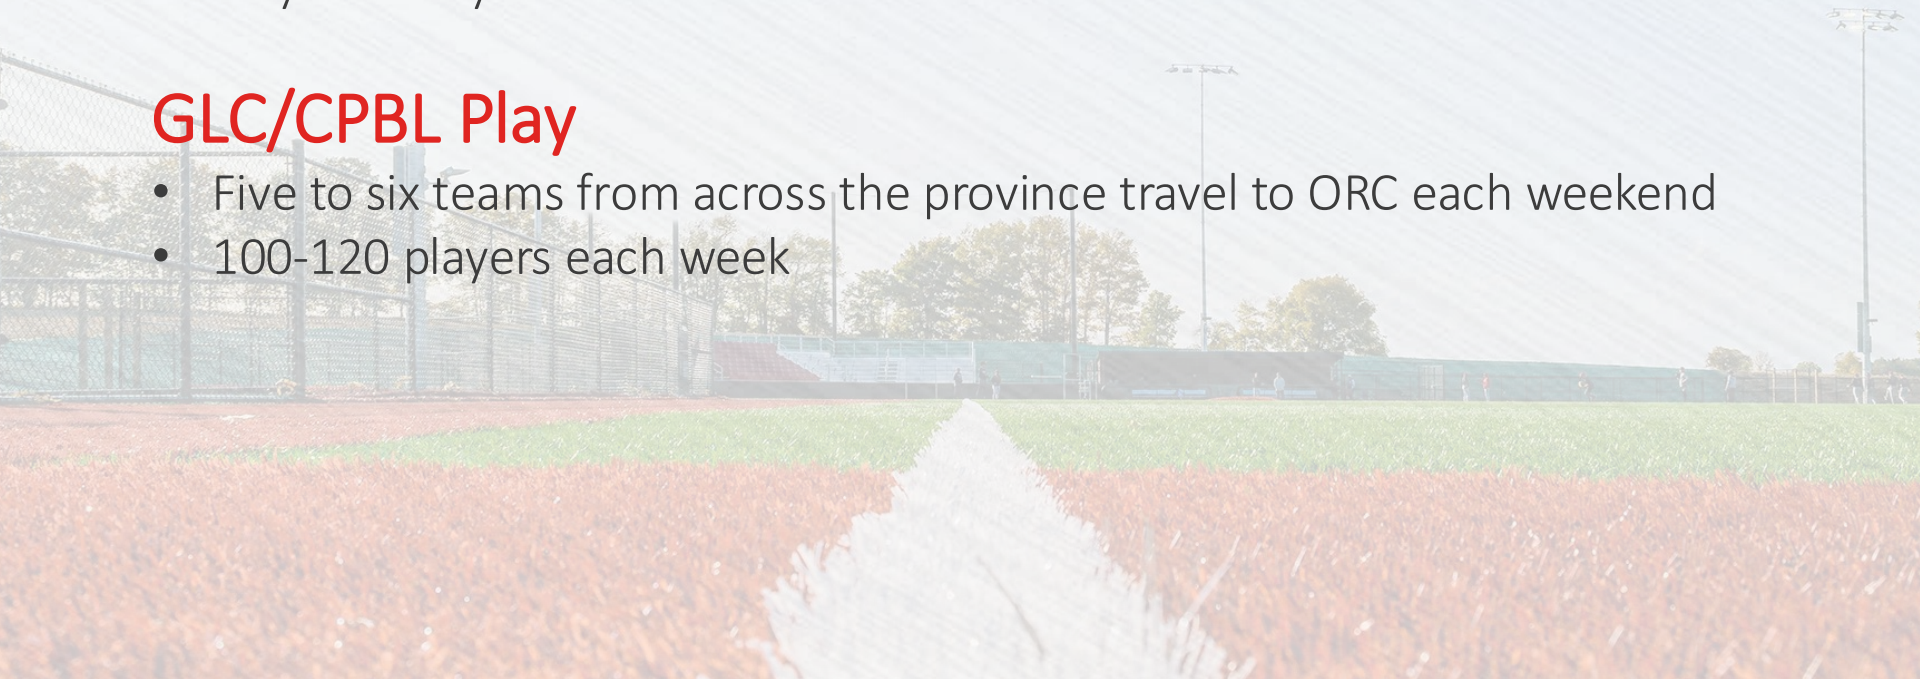 GLC/CPBL Play
• Five to six teams from across the province travel to ORC each weekend
• 100-120 players each week